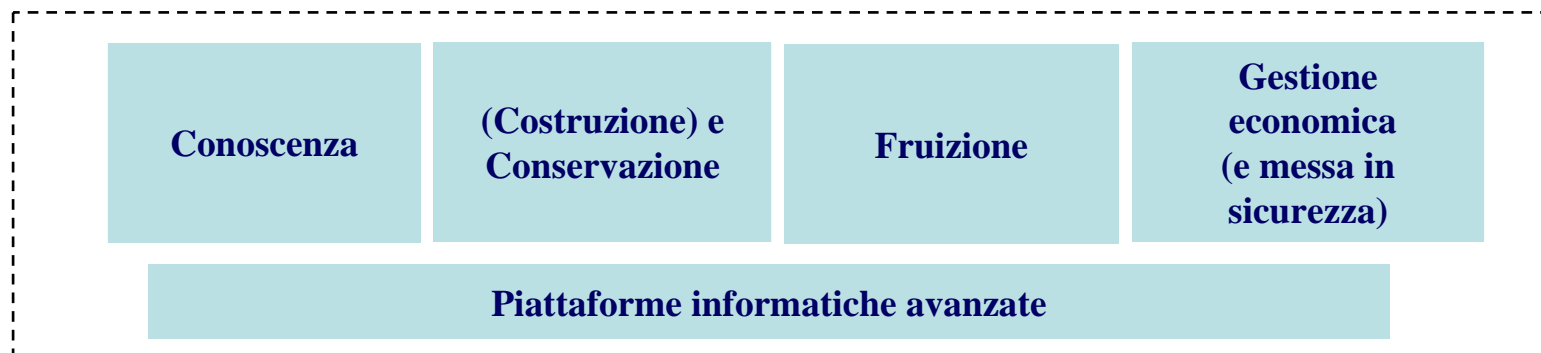 Conoscenza
(Costruzione) e
Conservazione
Fruizione
Gestione
economica
(e messa in
sicurezza)
Piattaforme informatiche avanzate